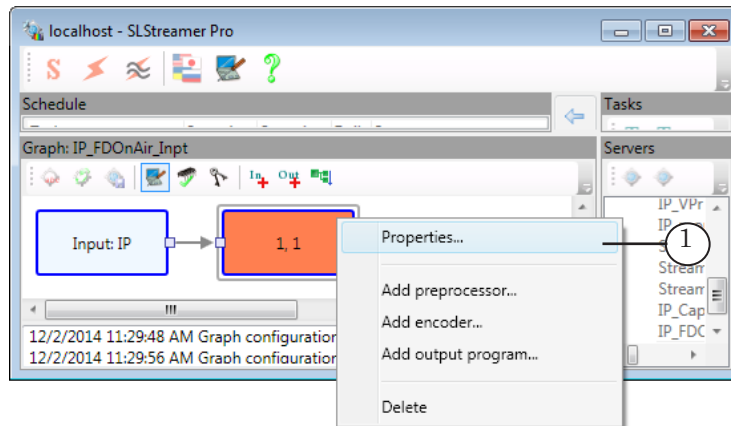 localhost - SLStreamer Pro
S
Schedule
Tasks
Graph: IP_FDOnAir_Inpt
Servers
In
Out
Input: IP
1, 1
IP_VPr
Stream
Stream
IP_Cap
IP_FDC
Properties...
1
Add preprocessor...
Add encoder...
Add output program...
Delete
12/2/2014 11:29:48 AM Graph configuration
12/2/2014 11:29:56 AM Graph configuration